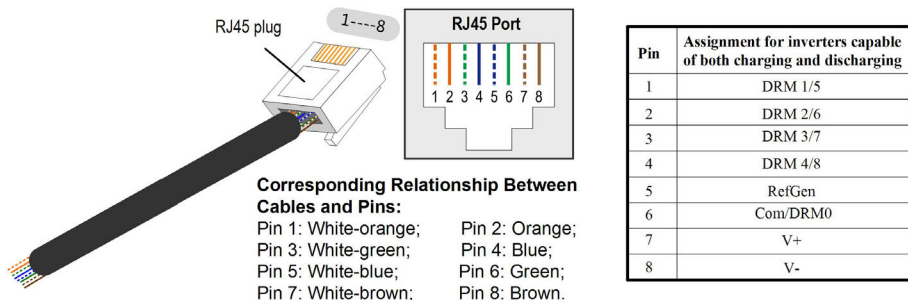 RJ45 plug
1----8
RJ45 Port
1 2 3 4 5 6 7 8
Corresponding Relationship Between
Cables and Pins:
Pin 1: White-orange; Pin 2: Orange;
Pin 3: White-green; Pin 4: Blue;
Pin 5: White-blue; Pin 6: Green;
Pin 7: White-brown; Pin 8: Brown.
Pin Assignment for inverters capable
of both charging and discharging
1 DRM 1/5
2 DRM 2/6
3 DRM 3/7
4 DRM 4/8
5 RefGen
6 Com/DRM0
7 V+
8 V-